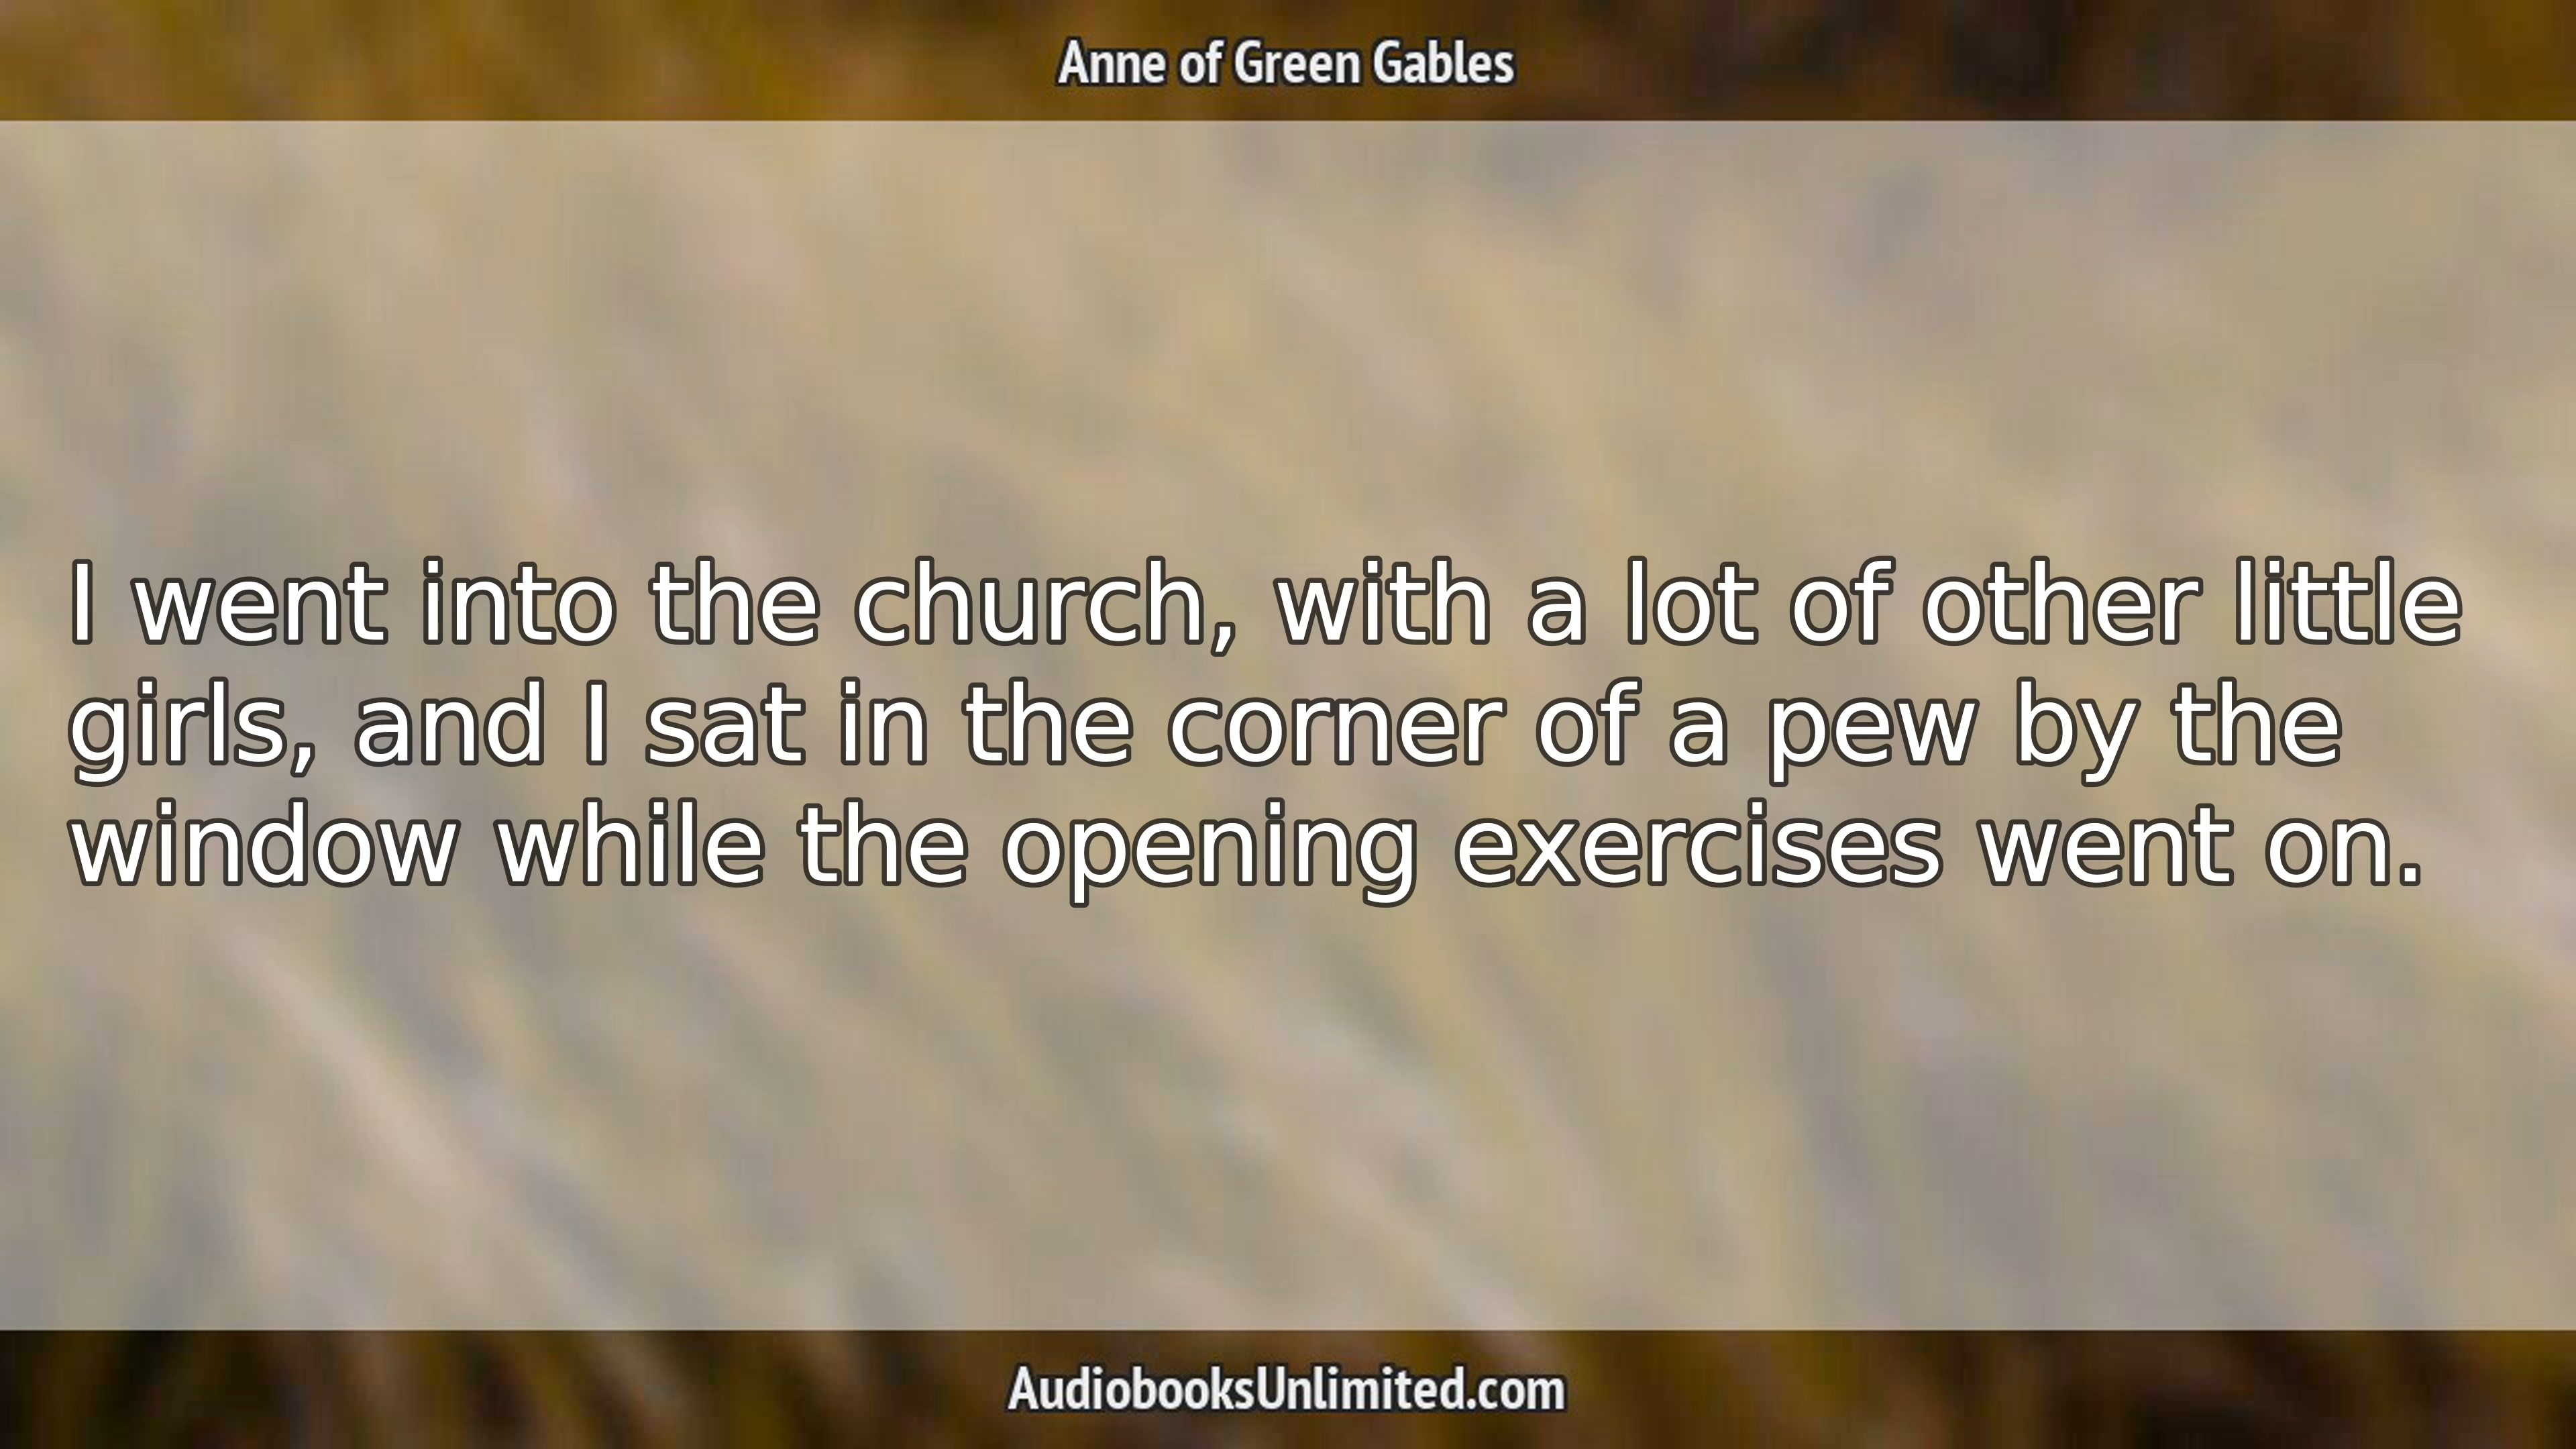 Anne of Green Gables
I went into the church, with a lot of other little
girls, and I sat in the corner of a pew by the
window while the opening exercises went on.
AudiobooksUnlimited.com